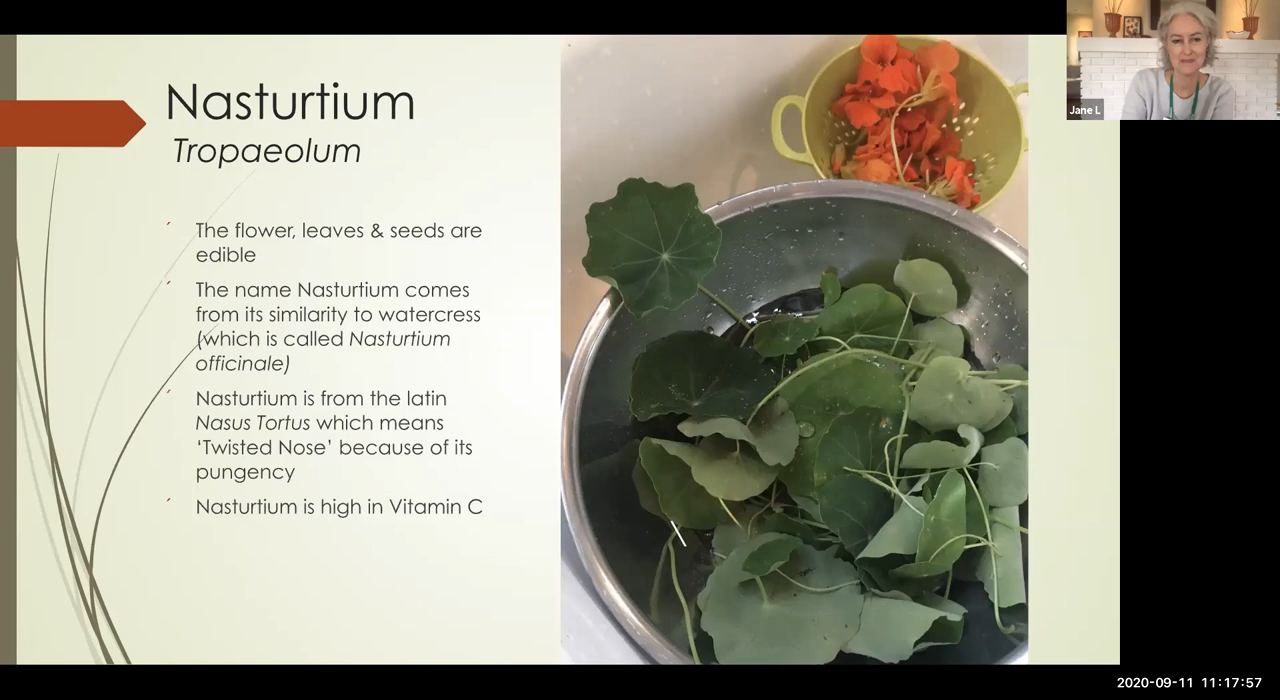 Nasturtium
Tropaeolum
The flower, leaves & seeds are
edible
The name Nasturtium comes
from its similarity to watercress
(which is called Nasturtium
officinale)
Nasturtium is from the latin
Nasus Tortus which means
‘Twisted Nose’ because of its
pungency
Nasturtium is high in Vitamin C
Jane L
2020-09-11 11:17:57